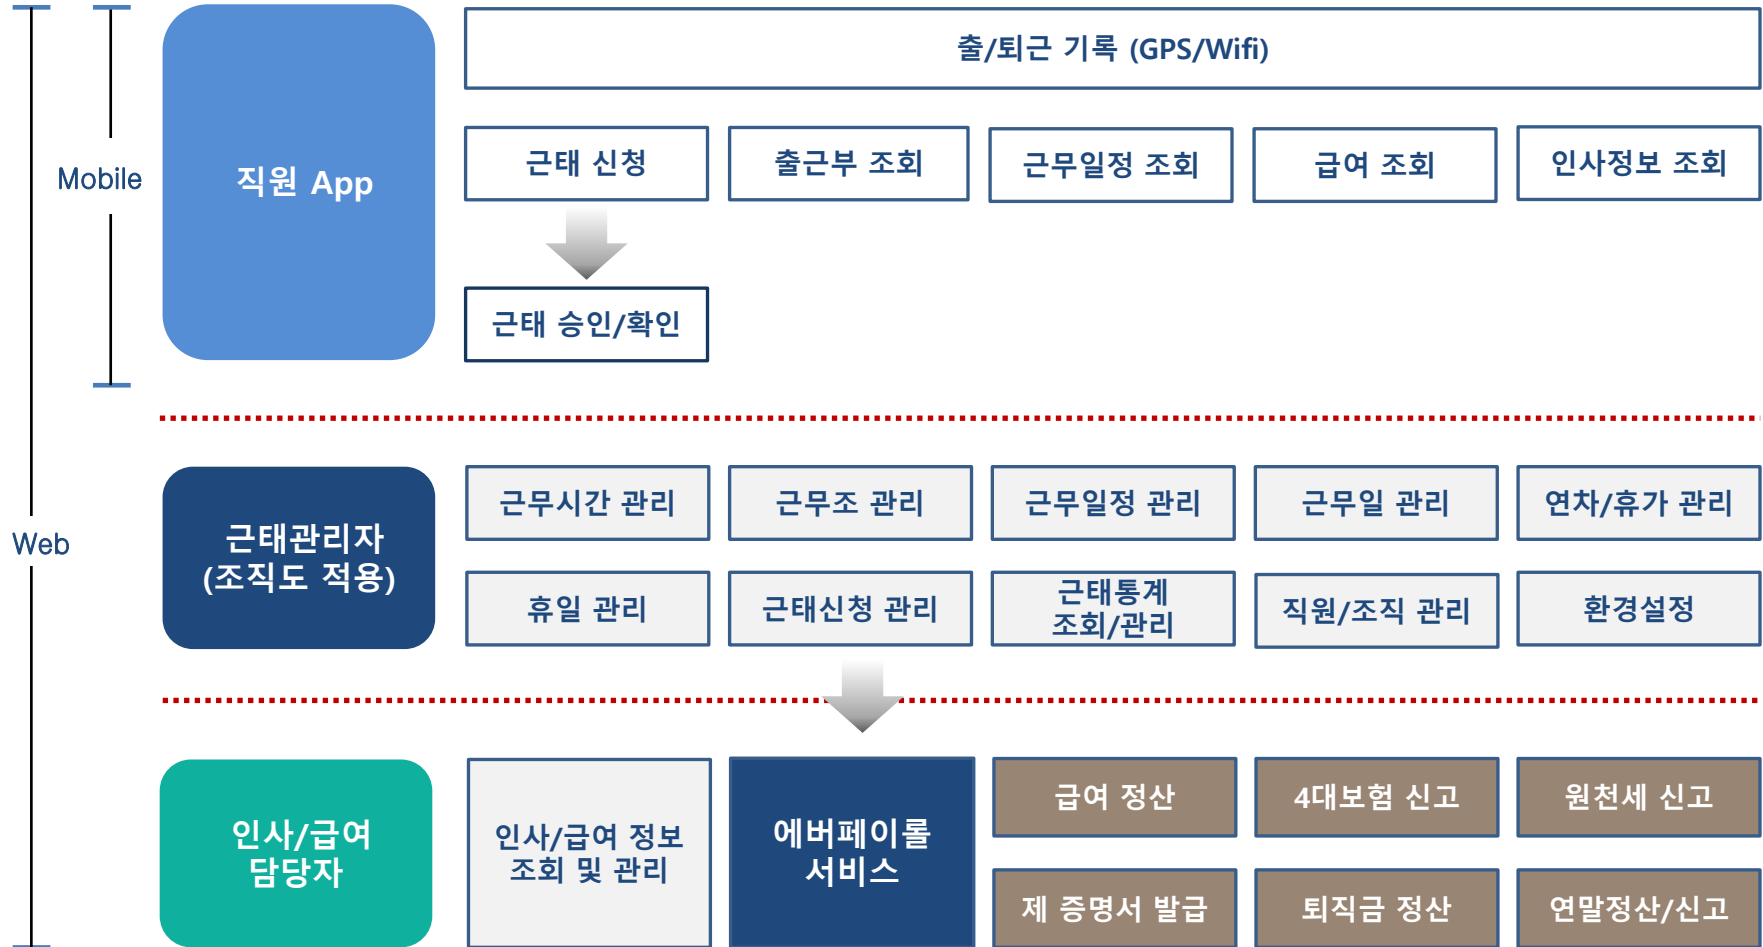 출/퇴근 기록 (GPS/Wifi)
Mobile
직원 App
근태 신청
출근부 조회
근무일정 조회
급여 조회
인사정보 조회
근태 승인/확인
Web
근태관리자
(조직도 적용)
근무시간 관리
근무조 관리
근무일정 관리
근무일 관리
연차/휴가 관리
휴일 관리
근태신청 관리
근태통계
조회/관리
직원/조직 관리
환경설정
인사/급여
담당자
인사/급여 정보
조회 및 관리
에버페이롤
서비스
급여 정산
4대보험 신고
원천세 신고
제 증명서 발급
퇴직금 정산
연말정산/신고